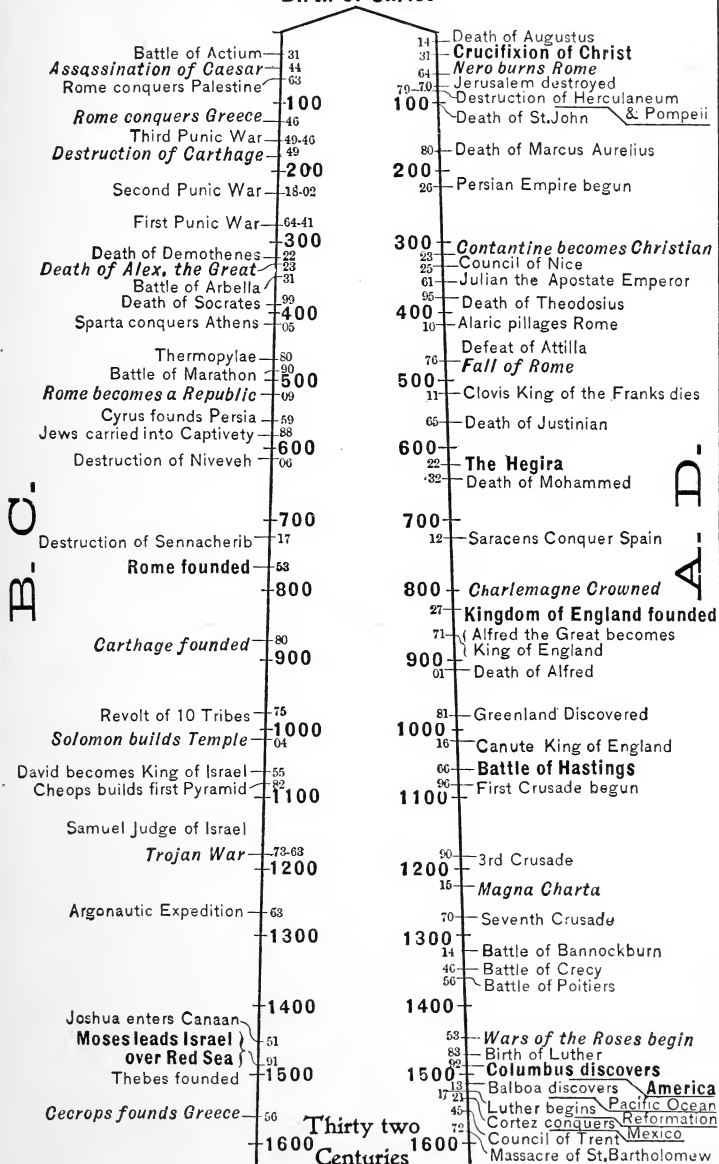 B. C.
Battle of Actium 31
Assassination of Caesar 44
Rome conquers Palestine 63
100
Rome conquers Greece 46
Third Punic War 49-46
Destruction of Carthage 49
200
Second Punic War 18-02
First Punic War 64-41
300
Death of Demothenes 22
Death of Alex. the Great 23
Battle of Arbella 31
Death of Socrates 99
400
Sparta conquers Athens 05
Thermopylae 80
Battle of Marathon 90
500
Rome becomes a Republic 09
Cyrus founds Persia 59
Jews carried into Captivety 88
600
Destruction of Niveveh 06
700
Destruction of Sennacherib 17
Rome founded 53
800
Carthage founded 80
900
Revolt of 10 Tribes 75
1000
Solomon builds Temple 04
David becomes King of Israel 55
Cheops builds first Pyramid 82
1100
Samuel Judge of Israel
Trojan War 73-63
1200
Argonautic Expedition 63
1300
1400
Joshua enters Canaan
Moses leads Israel 51
over Red Sea 91
1500
Thebes founded
Cecrops founds Greece 56
1600
Thirty two
Centuries
A. D.
14 Death of Augustus
31 Crucifixion of Christ
64 Nero burns Rome
70 Jerusalem destroyed
79 Destruction of Herculaneum
& Pompeii
100
Death of St. John
80 Death of Marcus Aurelius
200
26 Persian Empire begun
300
23 Contantine becomes Christian
25 Council of Nice
61 Julian the Apostate Emperor
95 Death of Theodosius
400
10 Alaric pillages Rome
Defeat of Attilla
76 Fall of Rome
500
11 Clovis King of the Franks dies
65 Death of Justinian
600
22 The Hegira
32 Death of Mohammed
700
12 Saracens Conquer Spain
800 Charlemagne Crowned
27 Kingdom of England founded
71 Alfred the Great becomes
King of England
900
01 Death of Alfred
81 Greenland Discovered
1000
16 Canute King of England
66 Battle of Hastings
96 First Crusade begun
1100
90 3rd Crusade
1200
15 Magna Charta
70 Seventh Crusade
1300
14 Battle of Bannockburn
46 Battle of Crecy
56 Battle of Poitiers
1400
53 Wars of the Roses begin
83 Birth of Luther
92 Columbus discovers
America
1500
13 Balboa discovers
Pacific Ocean
17 Luther begins
Reformation
21 Cortez conquers
Mexico
45 Council of Trent
72 Massacre of St. Bartholomew
1600